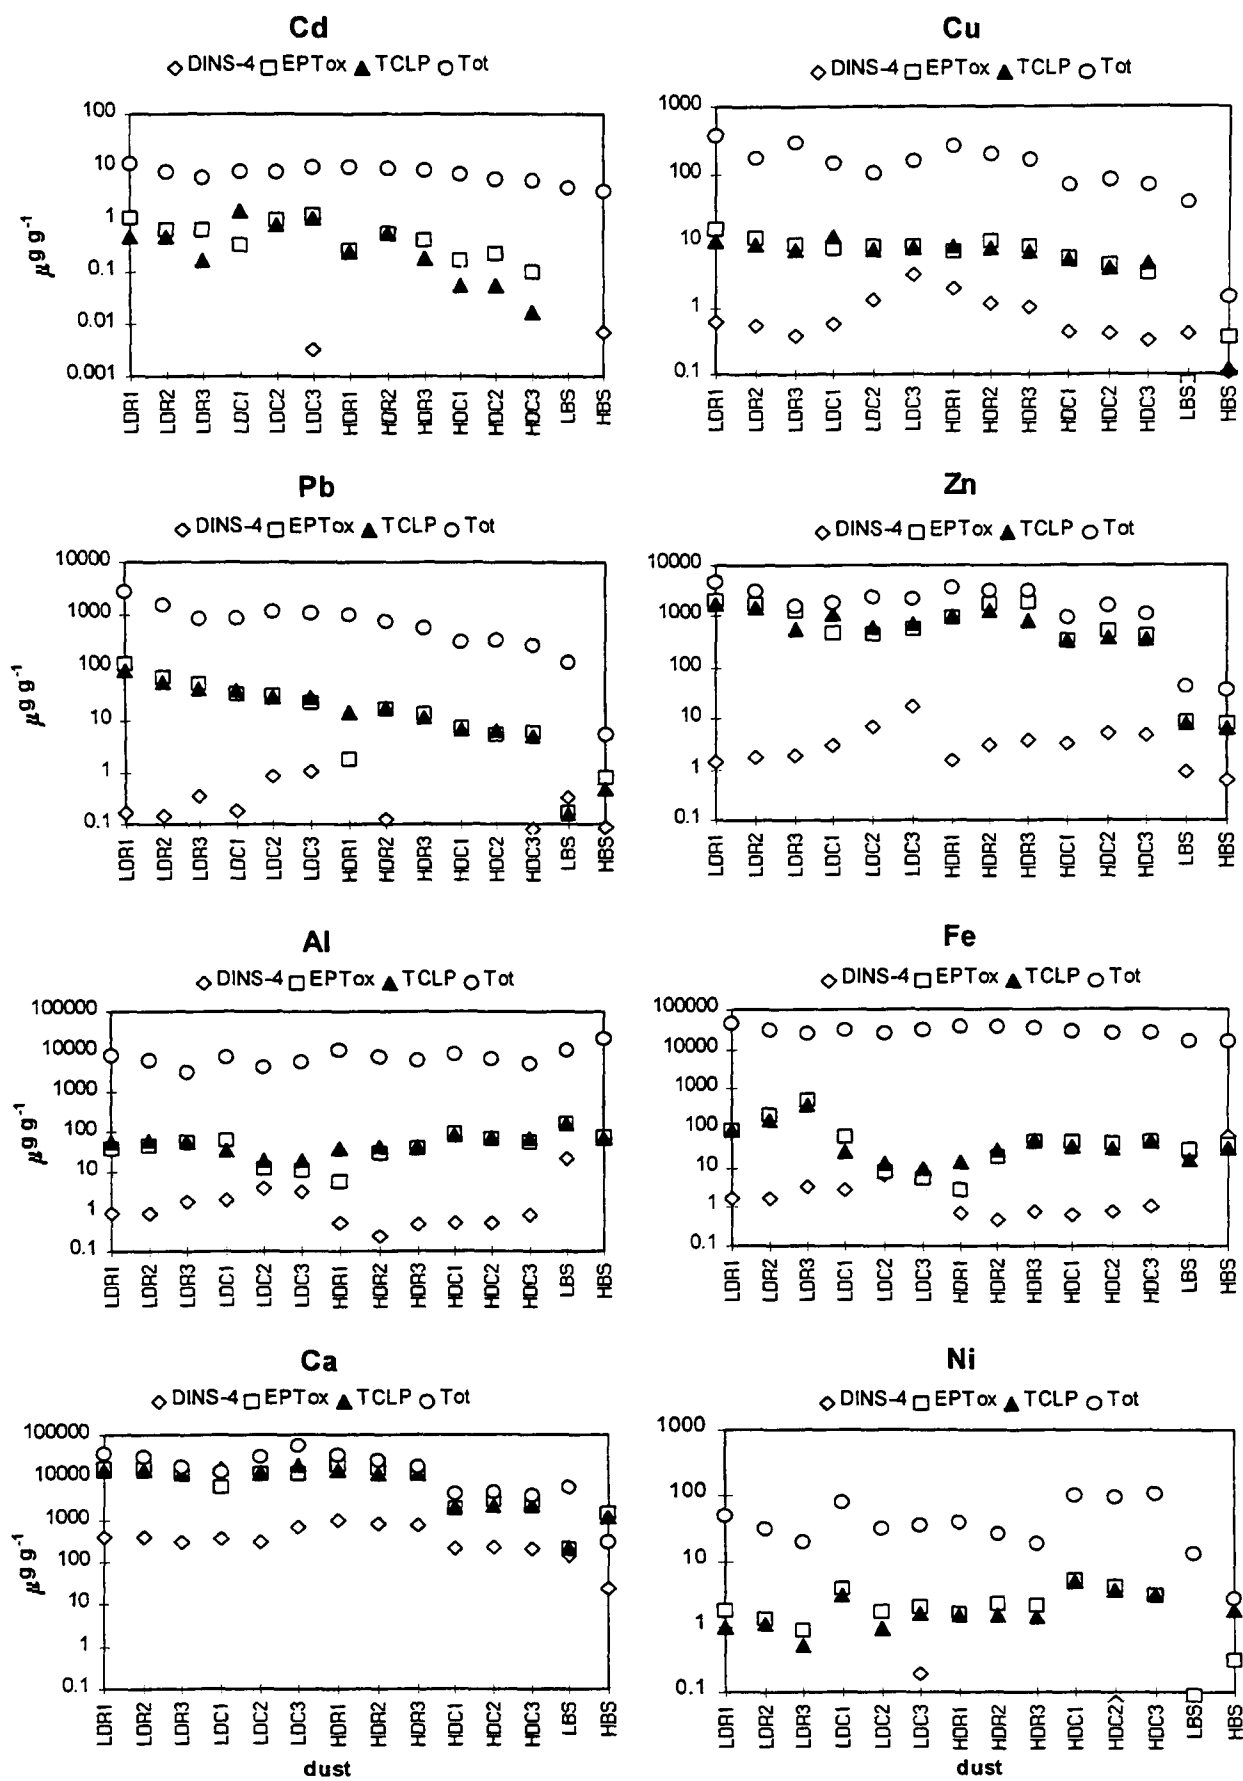 Cd
◇ DINS-4 □ EPTox ▲ TCLP ○ Tot
100
10
1
0.1
0.01
0.001
μg g-1
LDR1 LDR2 LDR3 LDC1 LDC2 LDC3 HDR1 HDR2 HDR3 HDC1 HDC2 HDC3 LBS HBS
Cu
◇ DINS-4 □ EPTox ▲ TCLP ○ Tot
1000
100
10
1
0.1
LDR1 LDR2 LDR3 LDC1 LDC2 LDC3 HDR1 HDR2 HDR3 HDC1 HDC2 HDC3 LBS HBS
Pb
◇ DINS-4 □ EPTox ▲ TCLP ○ Tot
10000
1000
100
10
1
0.1
μg g-1
LDR1 LDR2 LDR3 LDC1 LDC2 LDC3 HDR1 HDR2 HDR3 HDC1 HDC2 HDC3 LBS HBS
Zn
◇ DINS-4 □ EPTox ▲ TCLP ○ Tot
10000
1000
100
10
1
0.1
LDR1 LDR2 LDR3 LDC1 LDC2 LDC3 HDR1 HDR2 HDR3 HDC1 HDC2 HDC3 LBS HBS
Al
◇ DINS-4 □ EPTox ▲ TCLP ○ Tot
100000
10000
1000
100
10
1
0.1
μg g-1
LDR1 LDR2 LDR3 LDC1 LDC2 LDC3 HDR1 HDR2 HDR3 HDC1 HDC2 HDC3 LBS HBS
Fe
◇ DINS-4 □ EPTox ▲ TCLP ○ Tot
100000
10000
1000
100
10
1
0.1
LDR1 LDR2 LDR3 LDC1 LDC2 LDC3 HDR1 HDR2 HDR3 HDC1 HDC2 HDC3 LBS HBS
Ca
◇ DINS-4 □ EPTox ▲ TCLP ○ Tot
100000
10000
1000
100
10
1
0.1
μg g-1
LDR1 LDR2 LDR3 LDC1 LDC2 LDC3 HDR1 HDR2 HDR3 HDC1 HDC2 HDC3 LBS HBS
dust
Ni
◇ DINS-4 □ EPTox ▲ TCLP ○ Tot
1000
100
10
1
0.1
LDR1 LDR2 LDR3 LDC1 LDC2 LDC3 HDR1 HDR2 HDR3 HDC1 HDC2 HDC3 LBS HBS
dust